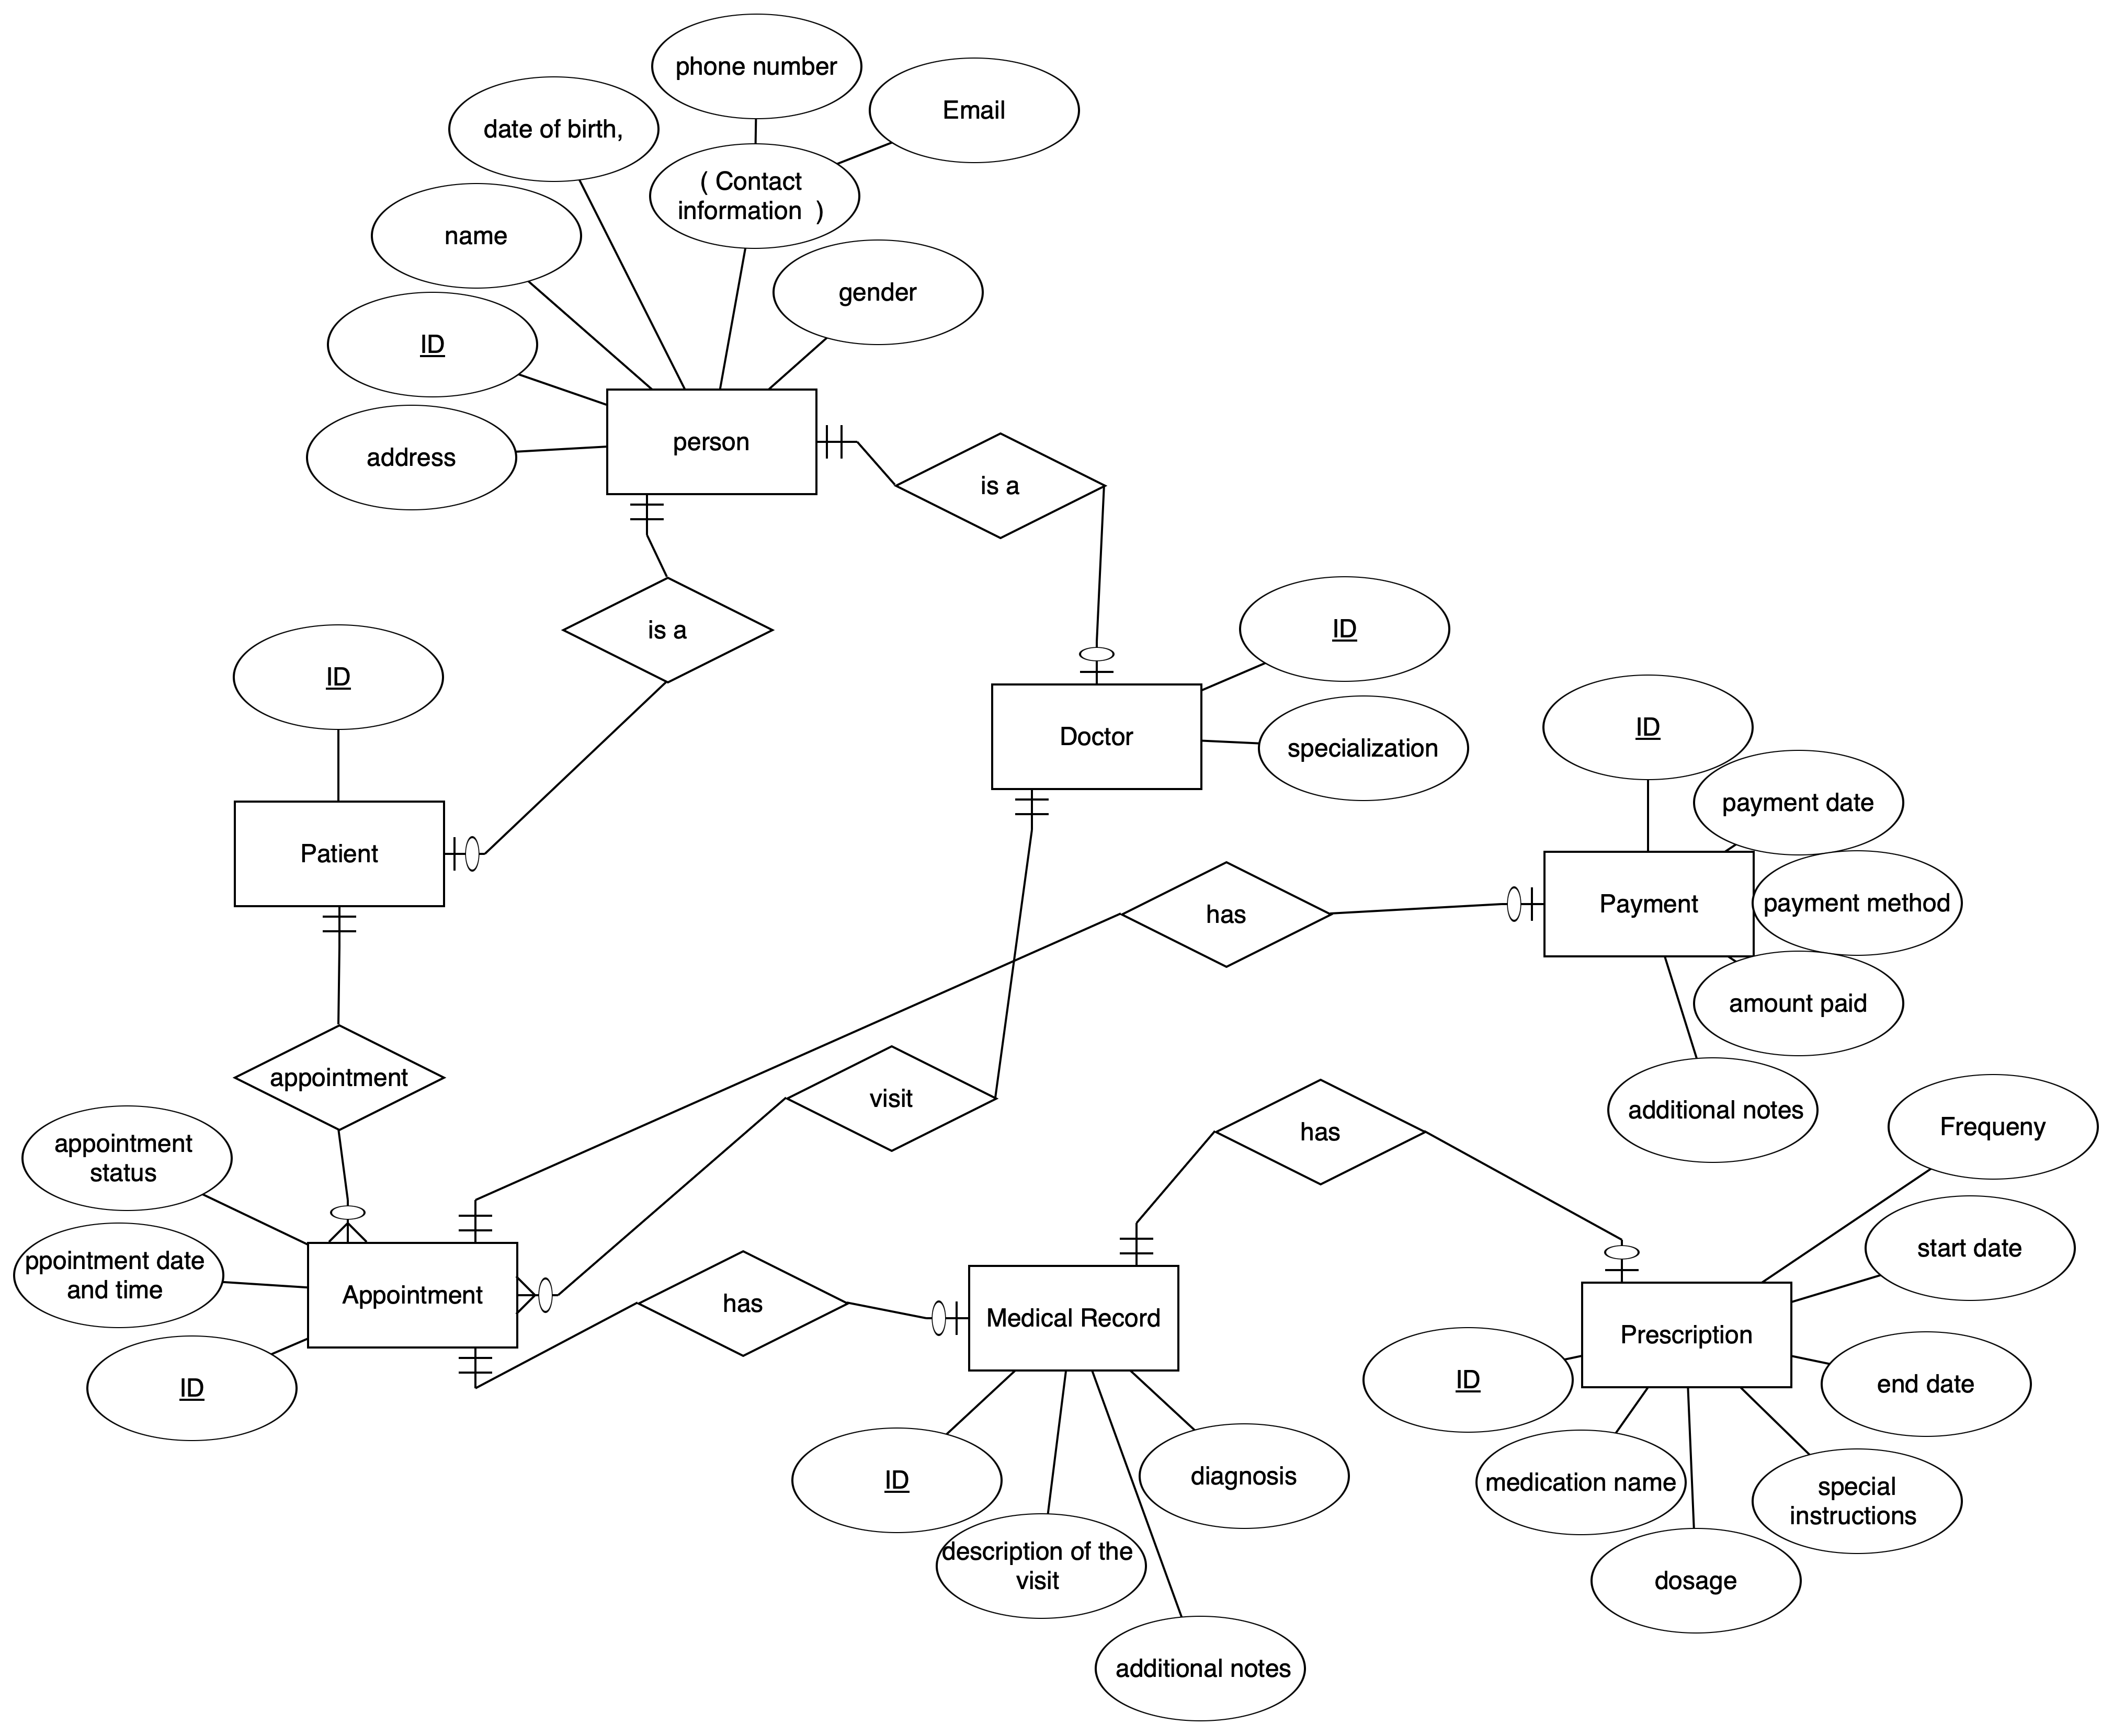 phone number
Email
date of birth,
( Contact
information  )
name
gender
ID
person
address
is a
is a
ID
ID
Doctor
specialization
ID
payment date
Patient
has
Payment
payment method
amount paid
appointment
visit
additional notes
has
Frequeny
appointment
status
start date
ppointment date
and time
Appointment
has
Medical Record
Prescription
ID
ID
end date
ID
diagnosis
medication name
special
instructions
description of the
visit
dosage
additional notes